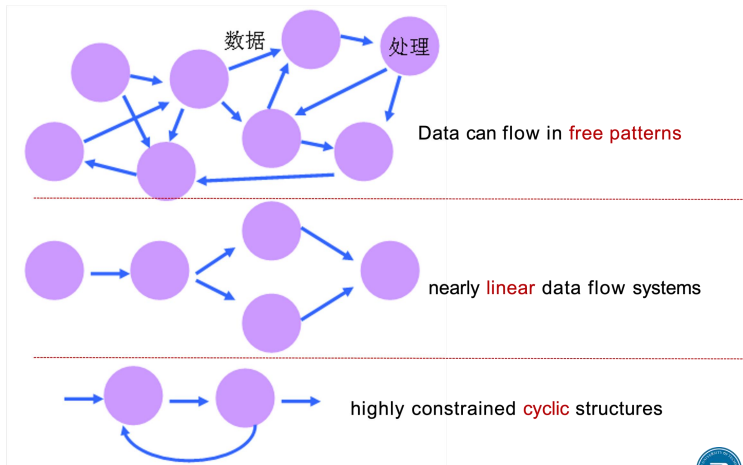 数据
处理
Data can flow in free patterns
nearly linear data flow systems
highly constrained cyclic structures